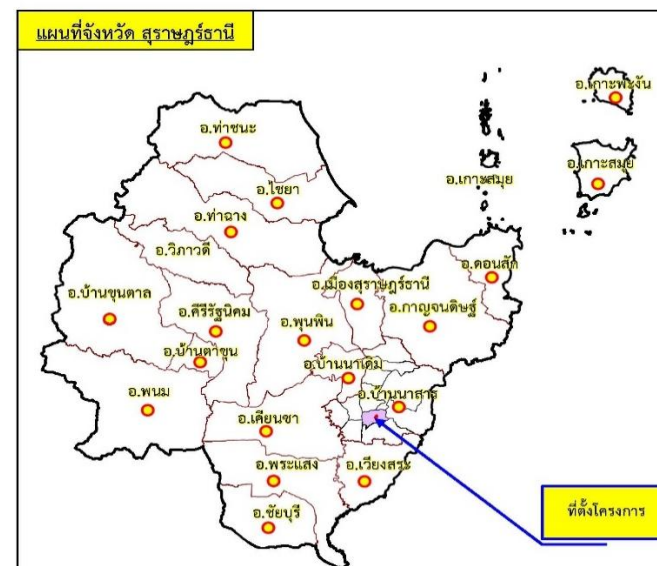 แผนที่จังหวัด สุราษฎร์ธานี
อ.เกาะพะงัน
อ.ท่าชนะ
อ.เกาะสมุย
อ.เกาะสมุย
อ.ไชยา
อ.ท่าฉาง
อ.วิภาวดี
อ.ดอนสัก
อ.บ้านขุนตาล
อ.คีรีรัฐนิคม
อ.เมืองสุราษฎร์ธานี
อ.กาญจนดิษฐ์
อ.พุนพิน
อ.บ้านตาขุน
อ.บ้านนาเดิม
อ.พนม
อ.บ้านนาสาร
อ.เคียนซา
อ.พระแสง
อ.เวียงสระ
อ.ชัยบุรี
ที่ตั้งโครงการ